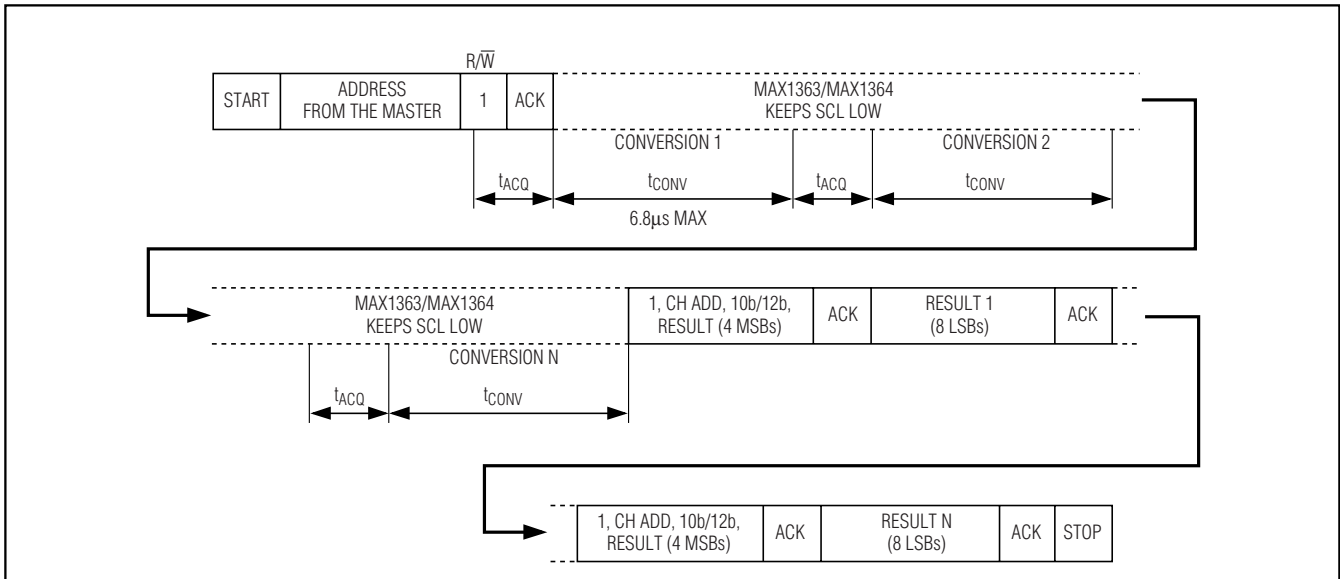 R/W̅
START
ADDRESS
FROM THE MASTER
1
ACK
MAX1363/MAX1364
KEEPS SCL LOW
CONVERSION 1
CONVERSION 2
tACQ
tCONV
tACQ
tCONV
6.8μs MAX
MAX1363/MAX1364
KEEPS SCL LOW
1, CH ADD, 10b/12b,
RESULT (4 MSBs)
ACK
RESULT 1
(8 LSBs)
ACK
CONVERSION N
tACQ
tCONV
1, CH ADD, 10b/12b,
RESULT (4 MSBs)
ACK
RESULT N
(8 LSBs)
ACK
STOP